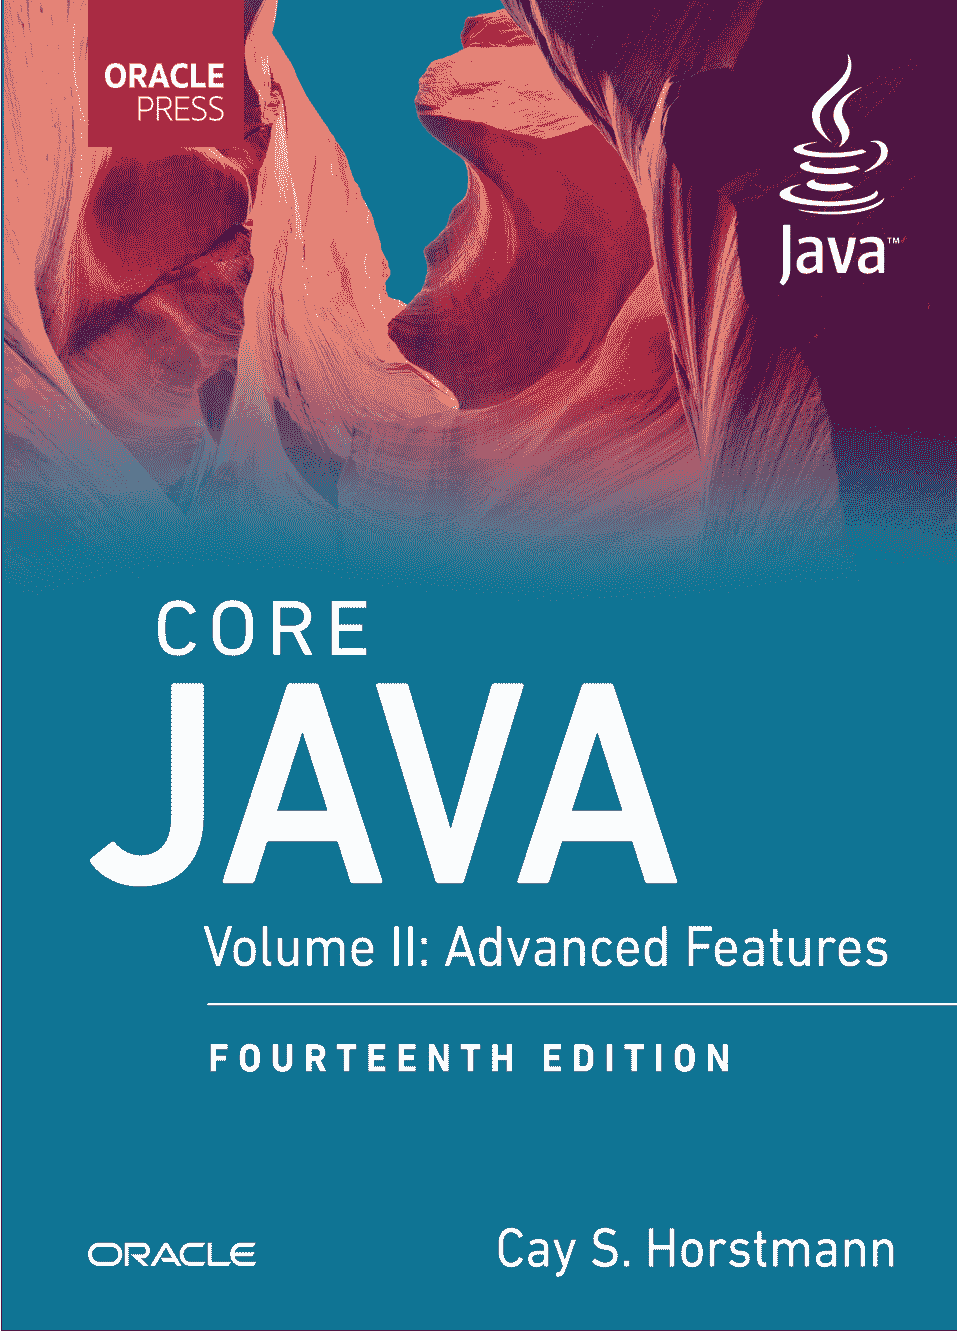 ORACLE
PRESS
Java™
CORE
JAVA
Volume II: Advanced Features
FOURTEENTH EDITION
ORACLE
Cay S. Horstmann